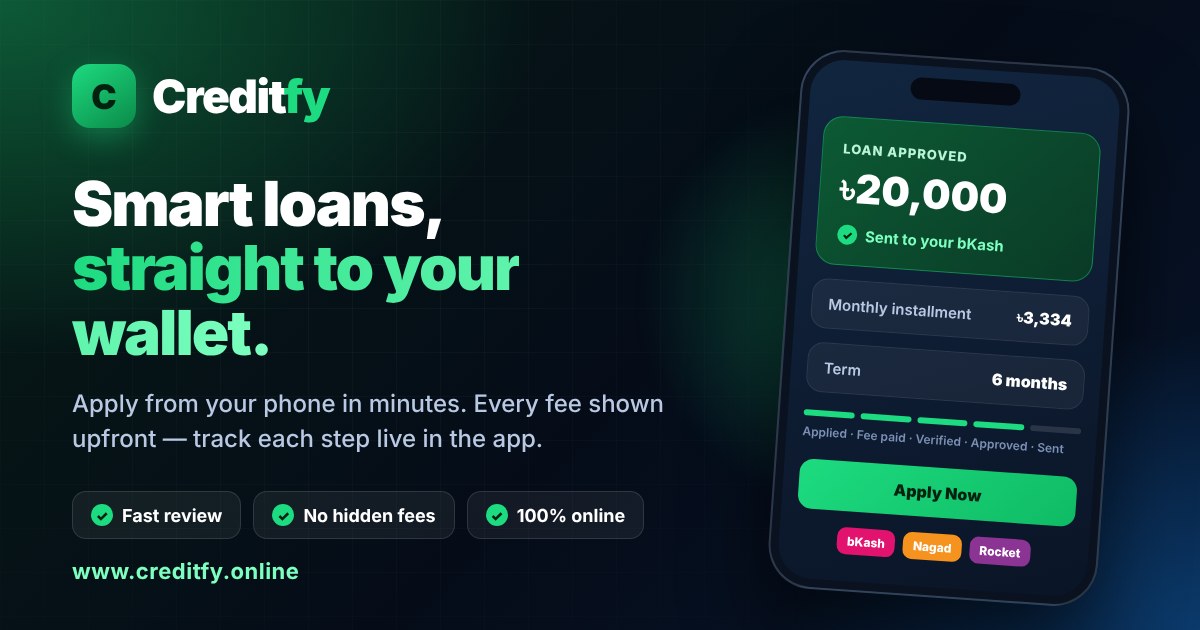 C
Creditfy
Smart loans,
straight to your
wallet.
Apply from your phone in minutes. Every fee shown
upfront — track each step live in the app.
Fast review
No hidden fees
100% online
www.creditfy.online
LOAN APPROVED
৳20,000
Sent to your bKash
Monthly installment ৳3,334
Term 6 months
Applied · Fee paid · Verified · Approved · Sent
Apply Now
bKash Nagad Rocket